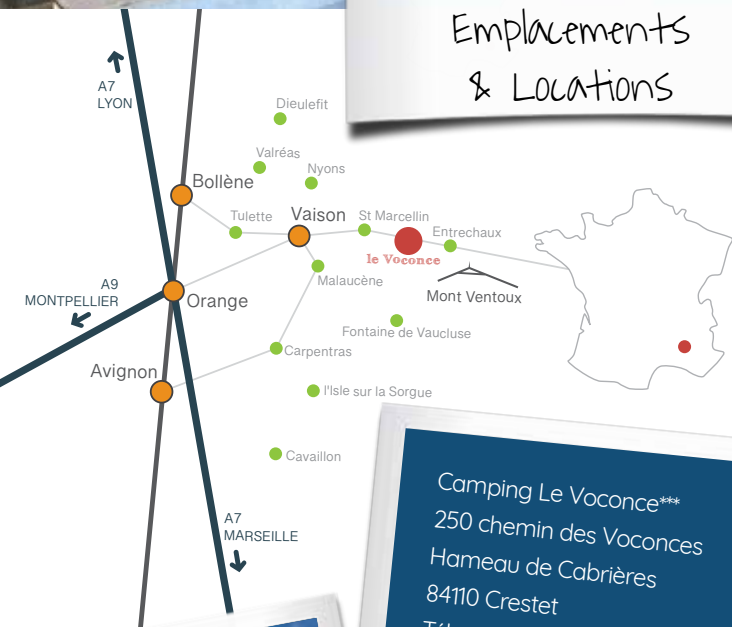 Emplacements
& Locations
A7
LYON
Dieulefit
Valréas
Nyons
Bollène
Tulette
Vaison
St Marcellin
Entrechaux
le Voconce
Malaucène
Mont Ventoux
A9
MONTPELLIER
Orange
Fontaine de Vaucluse
Carpentras
Avignon
l'Isle sur la Sorgue
Cavaillon
A7
MARSEILLE
Camping Le Voconce***
250 chemin des Voconces
Hameau de Cabrières
84110 Crestet